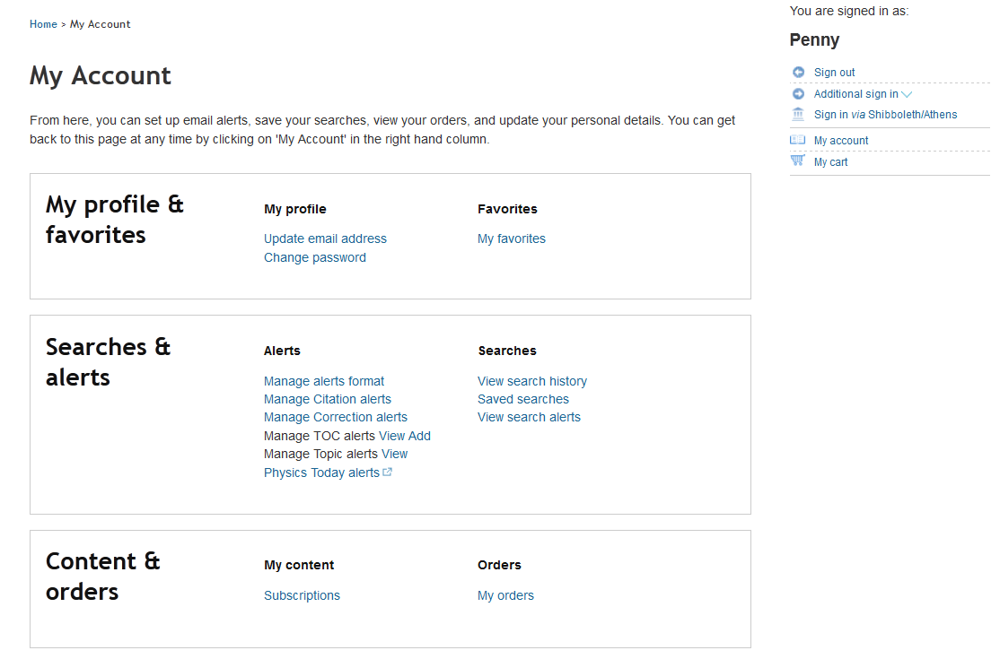 Home > My Account
My Account
From here, you can set up email alerts, save your searches, view your orders, and update your personal details. You can get
back to this page at any time by clicking on 'My Account' in the right hand column.
My profile &
favorites
My profile
Update email address
Change password
Favorites
My favorites
Searches &
alerts
Alerts
Manage alerts format
Manage Citation alerts
Manage Correction alerts
Manage TOC alerts View Add
Manage Topic alerts View
Physics Today alerts
Searches
View search history
Saved searches
View search alerts
Content &
orders
My content
Subscriptions
Orders
My orders
You are signed in as:
Penny
Sign out
Additional sign in
Sign in via Shibboleth/Athens
My account
My cart